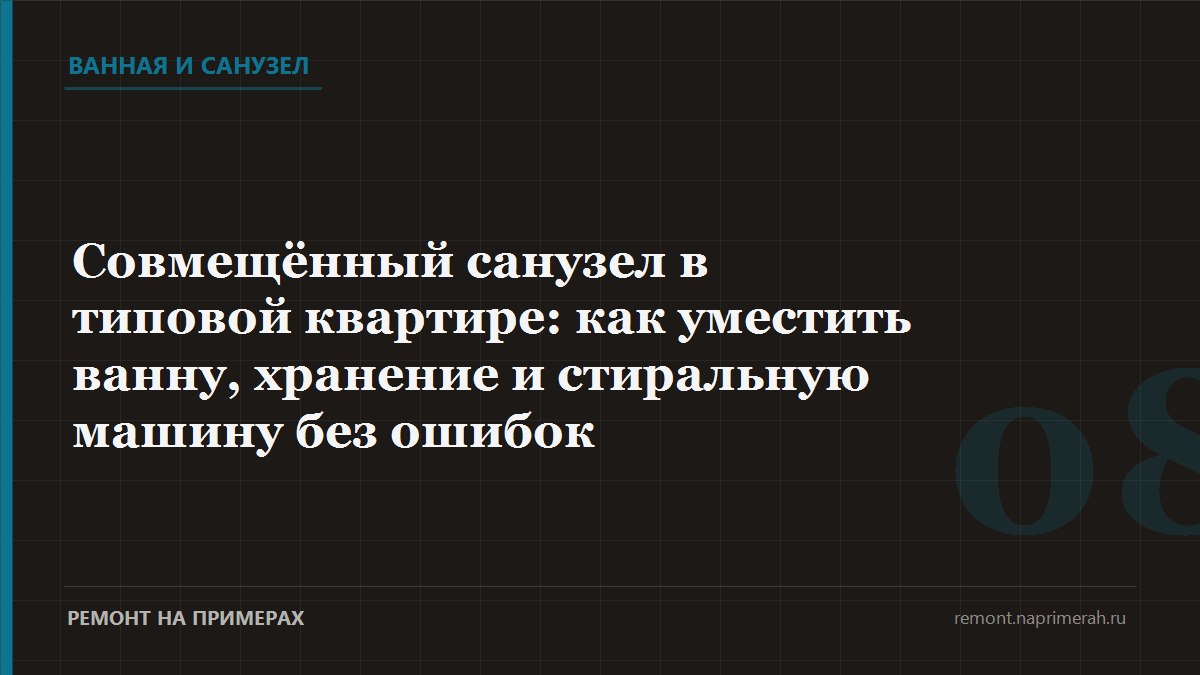 ВАННАЯ И САНУЗЕЛ
Совмещённый санузел в
типовой квартире: как уместить
ванну, хранение и стиральную
машину без ошибок
08
РЕМОНТ НА ПРИМЕРАХ
remont.naprimerah.ru